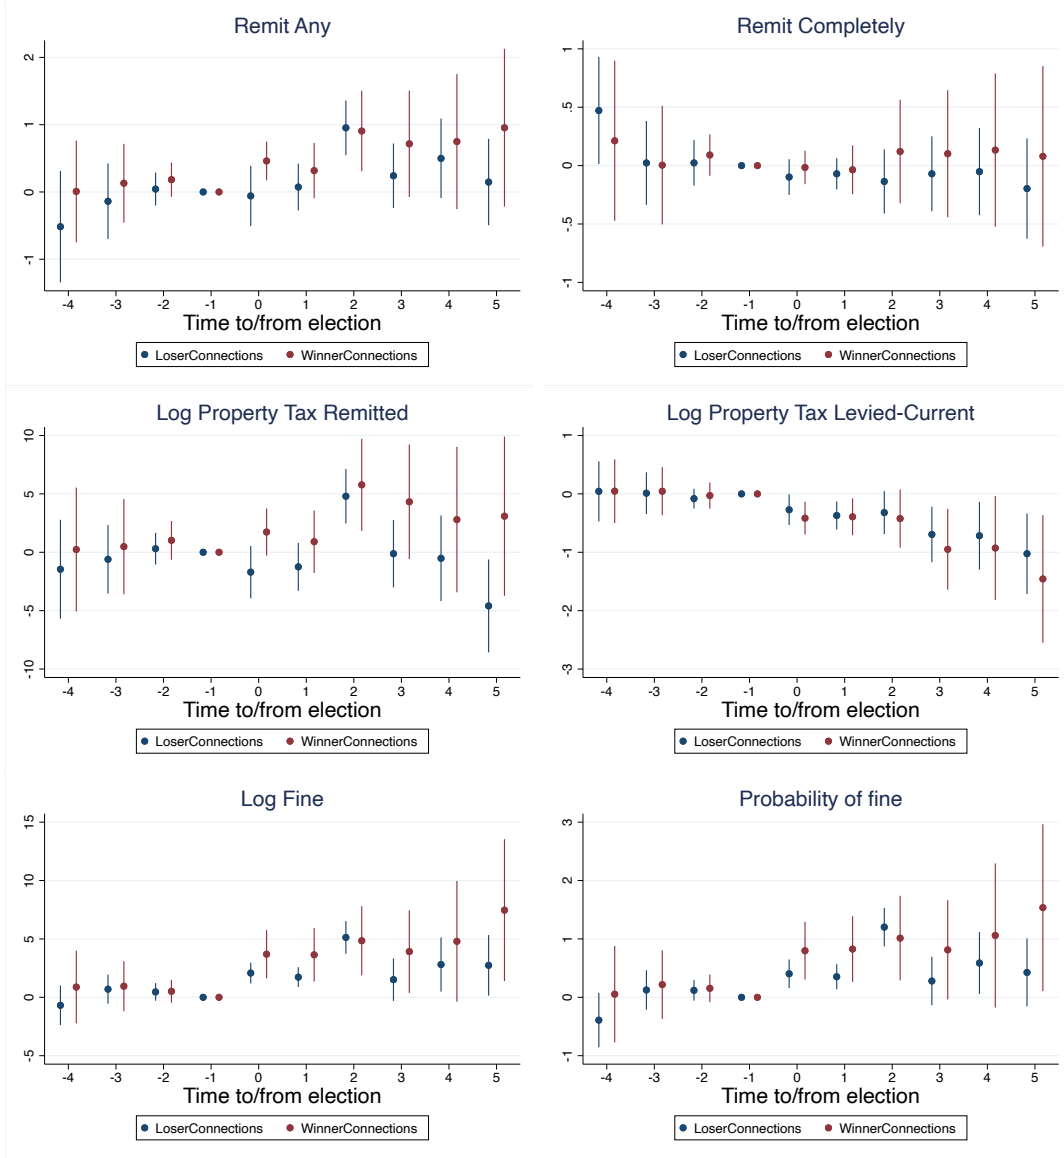 Remit Any
2
1
0
-1
-4 -3 -2 -1 0 1 2 3 4 5
Time to/from election
LoserConnections WinnerConnections
Remit Completely
1
.5
0
-.5
-1
-4 -3 -2 -1 0 1 2 3 4 5
Time to/from election
LoserConnections WinnerConnections
Log Property Tax Remitted
10
5
0
-5
-10
-4 -3 -2 -1 0 1 2 3 4 5
Time to/from election
LoserConnections WinnerConnections
Log Property Tax Levied-Current
1
0
-1
-2
-3
-4 -3 -2 -1 0 1 2 3 4 5
Time to/from election
LoserConnections WinnerConnections
Log Fine
15
10
5
0
-5
-4 -3 -2 -1 0 1 2 3 4 5
Time to/from election
LoserConnections WinnerConnections
Probability of fine
3
2
1
0
-1
-4 -3 -2 -1 0 1 2 3 4 5
Time to/from election
LoserConnections WinnerConnections